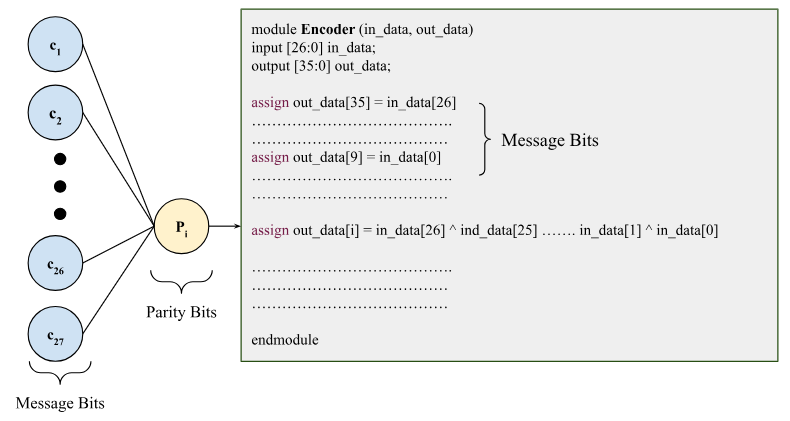 c1
c2
c26
c27
Message Bits
Pi
Parity Bits
module Encoder (in_data, out_data)
input [26:0] in_data;
output [35:0] out_data;
assign out_data[35] = in_data[26]
……………………………….
………………………………
assign out_data[9] = in_data[0]
……………………………….
………………………………
Message Bits
assign out_data[i] = in_data[26] ^ ind_data[25] ……. in_data[1] ^ in_data[0]
……………………………….
………………………………
………………………………
endmodule